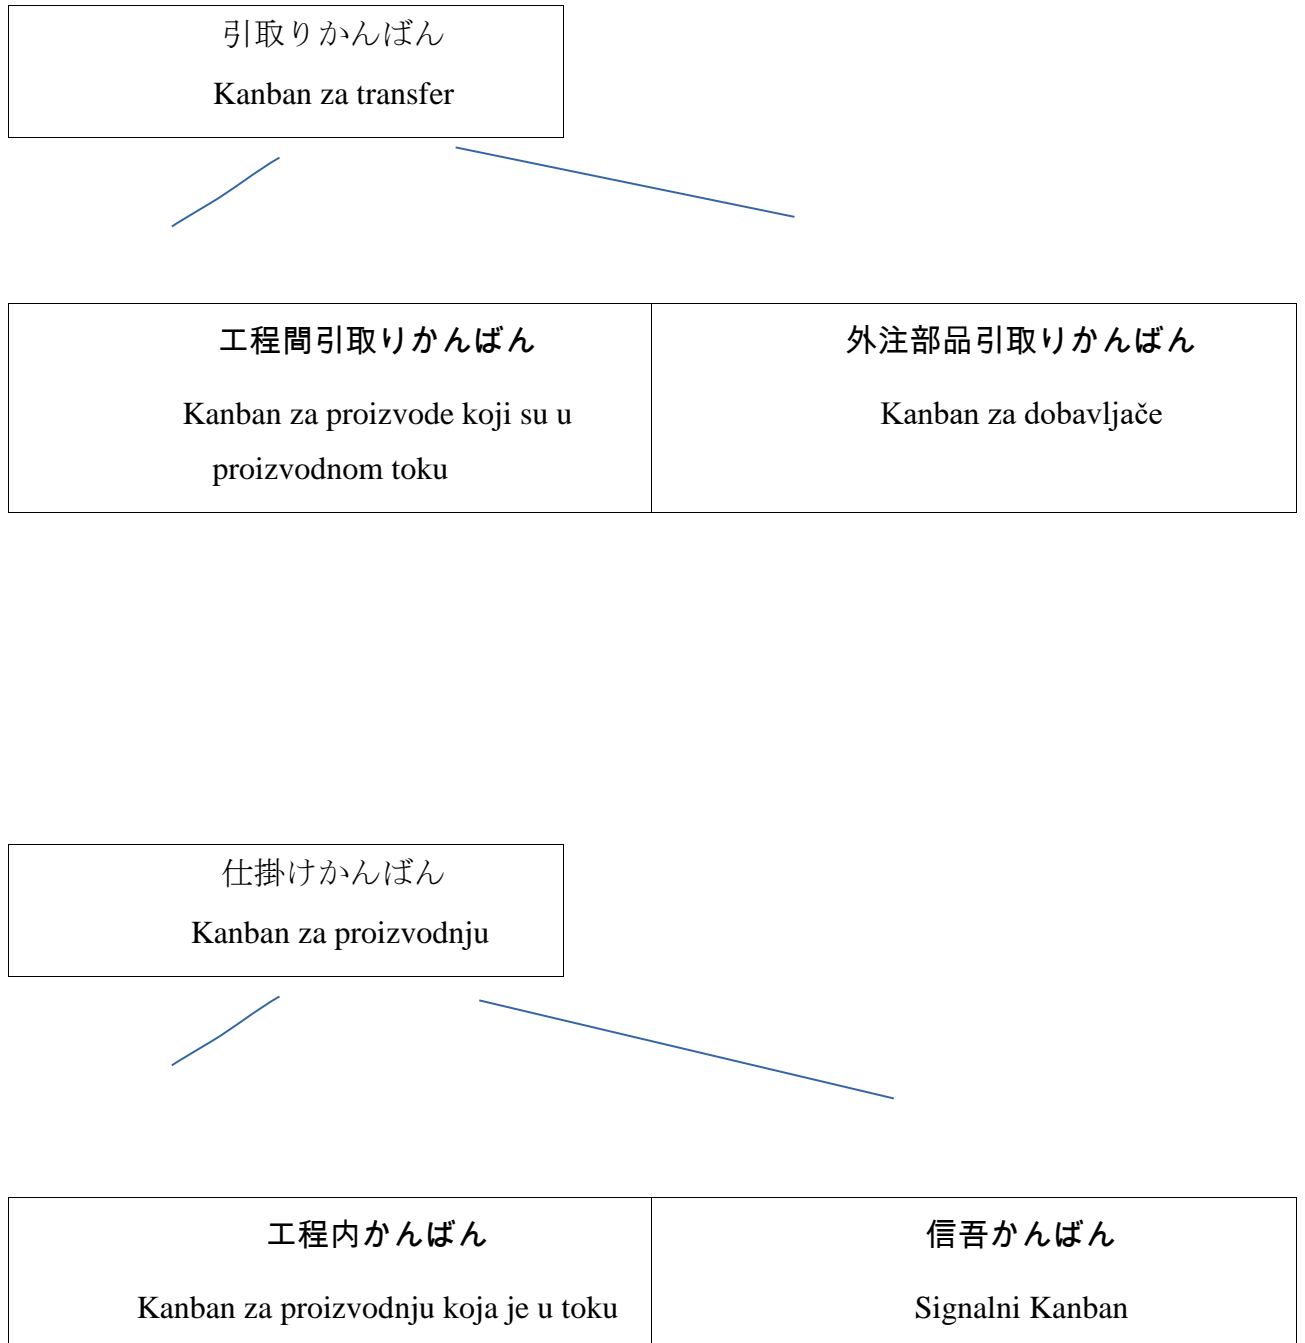 引取りかんばん
Kanban za transfer
工程間引取りかんばん
Kanban za proizvode koji su u
proizvodnom toku
外注部品引取りかんばん
Kanban za dobavljače
仕掛けかんばん
Kanban za proizvodnju
工程内かんばん
Kanban za proizvodnju koja je u toku
信吾かんばん
Signalni Kanban